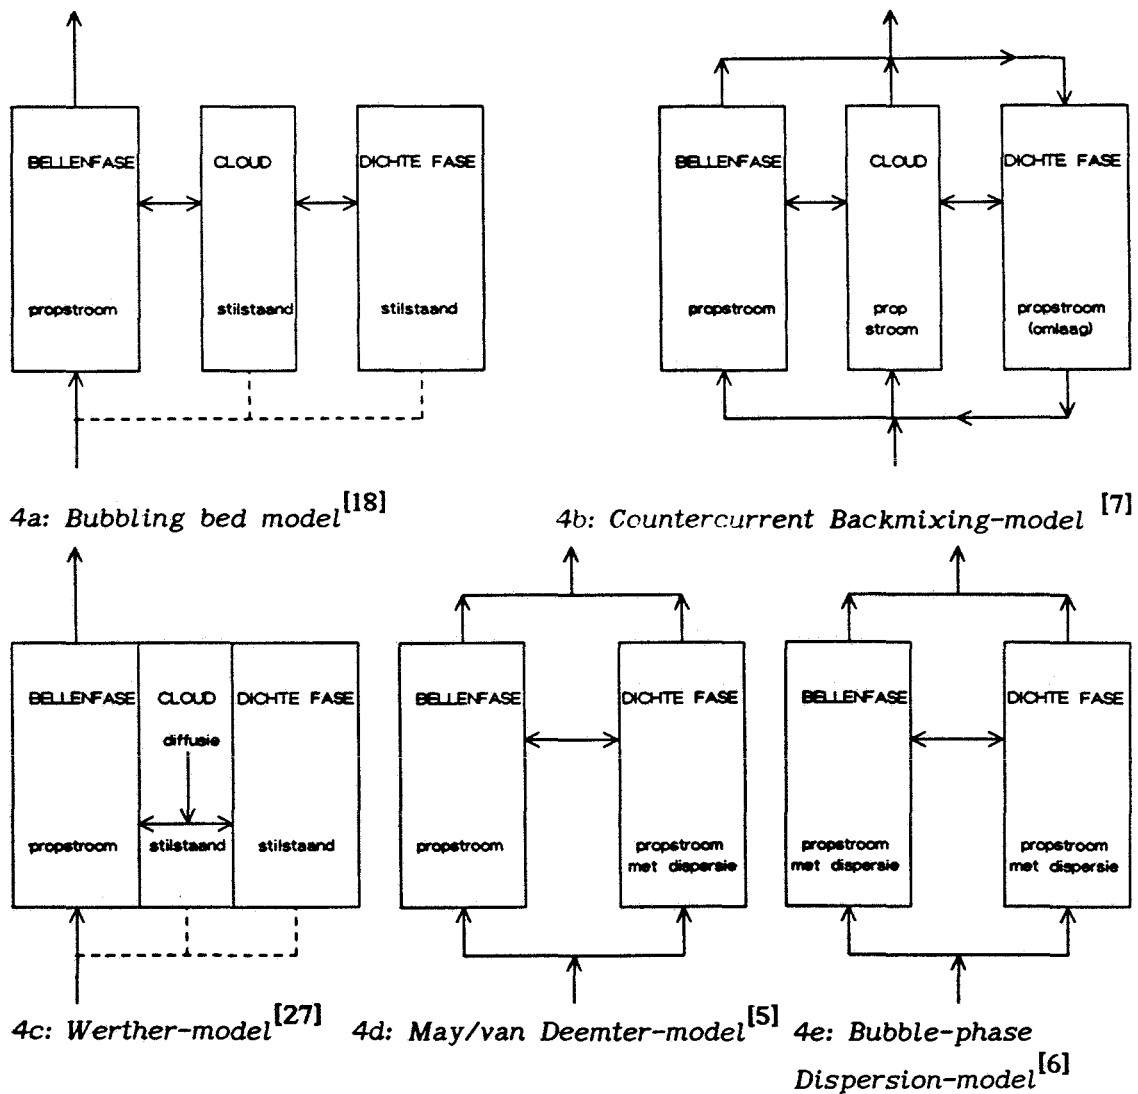 BELLENFASE
CLOUD
DICHTE FASE
propstroom
stilstaand
stilstaand
4a: Bubbling bed model[18]
BELLENFASE
CLOUD
DICHTE FASE
propstroom
prop
stroom
propstroom
(omlaag)
4b: Countercurrent Backmixing-model [7]
BELLENFASE
CLOUD
DICHTE FASE
diffusie
propstroom
stilstaand
stilstaand
4c: Werther-model[27]
BELLENFASE
DICHTE FASE
propstroom
propstroom
met dispersie
4d: May/van Deemter-model[5]
BELLENFASE
DICHTE FASE
propstroom
met dispersie
propstroom
met dispersie
4e: Bubble-phase
Dispersion-model[6]